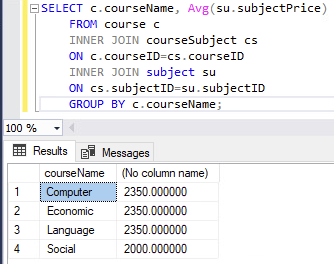 SELECT c.courseName, Avg(su.subjectPrice)
FROM course c
INNER JOIN courseSubject cs
ON c.courseID=cs.courseID
INNER JOIN subject su
ON cs.subjectID=su.subjectID
GROUP BY c.courseName;
100 %
Results Messages
courseName (No column name)
1 Computer 2350.000000
2 Economic 2350.000000
3 Language 2350.000000
4 Social 2000.000000